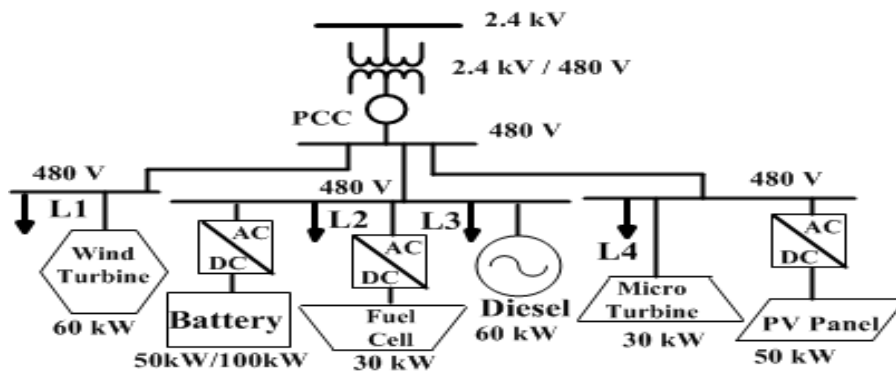 2.4 kV
2.4 kV / 480 V
PCC
480 V
480 V
480 V
480 V
L1
L2
L3
L4
AC
DC
AC
DC
AC
DC
Wind
Turbine
60 kW
Battery
50kW/100kW
Fuel
Cell
30 kW
Diesel
60 kW
Micro
Turbine
30 kW
PV Panel
50 kW